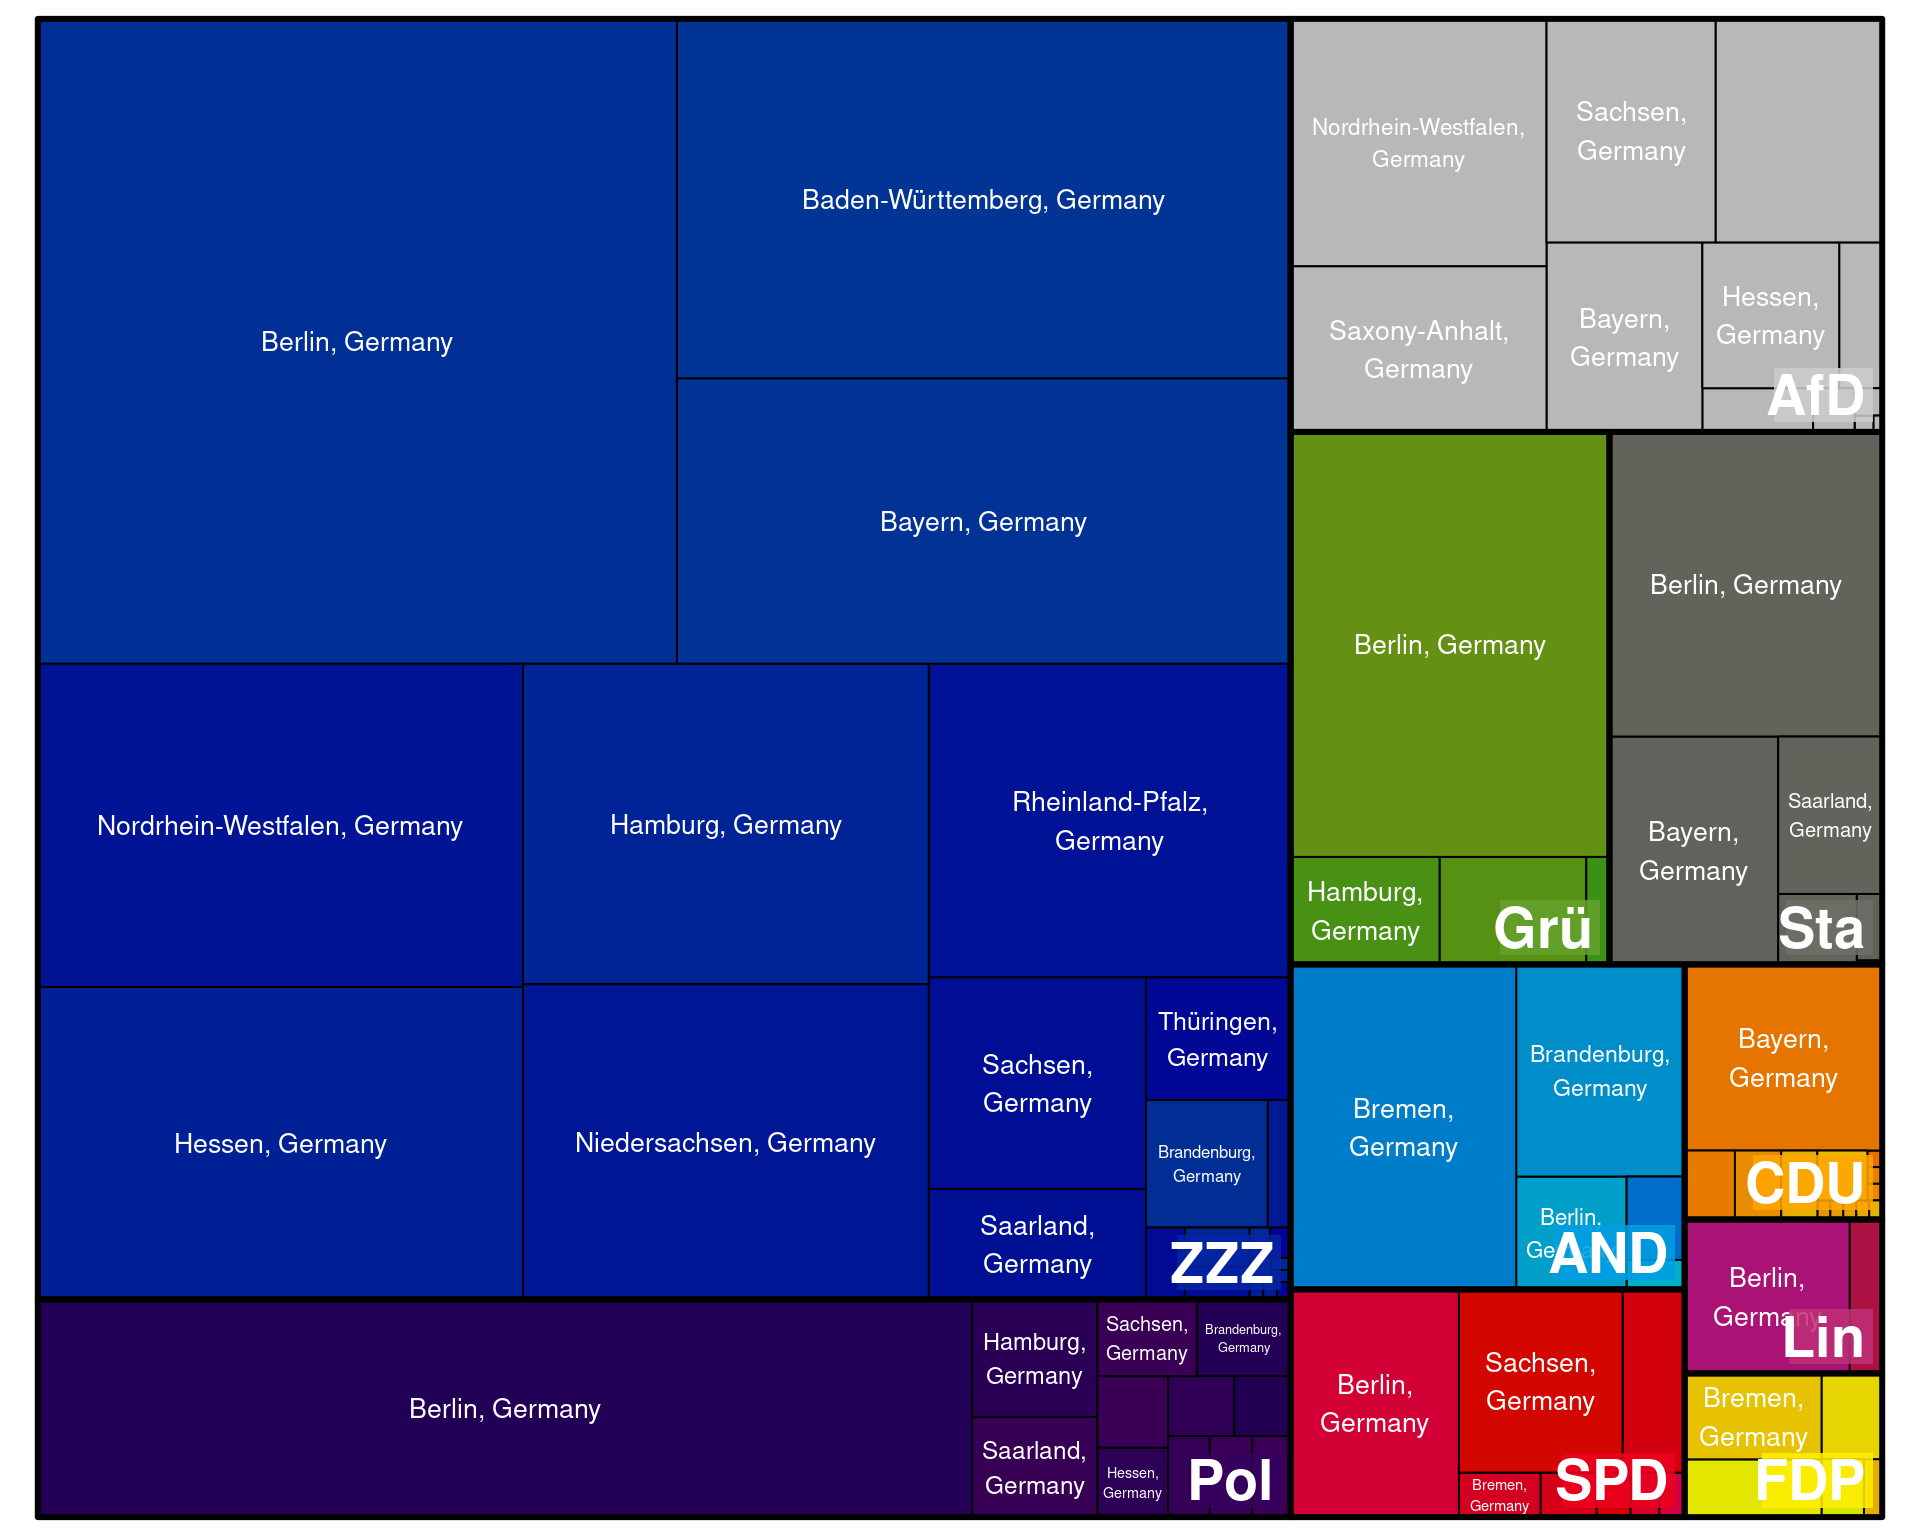 Berlin, Germany
Baden-Württemberg, Germany
Bayern, Germany
Nordrhein-Westfalen, Germany
Hamburg, Germany
Rheinland-Pfalz,
Germany
Hessen, Germany
Niedersachsen, Germany
Sachsen,
Germany
Thüringen,
Germany
Brandenburg,
Germany
Saarland,
Germany
ZZZ
Berlin, Germany
Hamburg,
Germany
Saarland,
Germany
Sachsen,
Germany
Brandenburg,
Germany
Hessen,
Germany
Pol
Nordrhein-Westfalen,
Germany
Sachsen,
Germany
Saxony-Anhalt,
Germany
Bayern,
Germany
Hessen,
Germany
AfD
Berlin, Germany
Hamburg,
Germany
Grü
Berlin, Germany
Bayern,
Germany
Saarland,
Germany
Sta
Bremen,
Germany
Brandenburg,
Germany
Berlin,
AND
Bayern,
Germany
CDU
Berlin,
Germany
Lin
Berlin,
Germany
Sachsen,
Germany
Bremen,
Germany
SPD
Bremen,
Germany
FDP